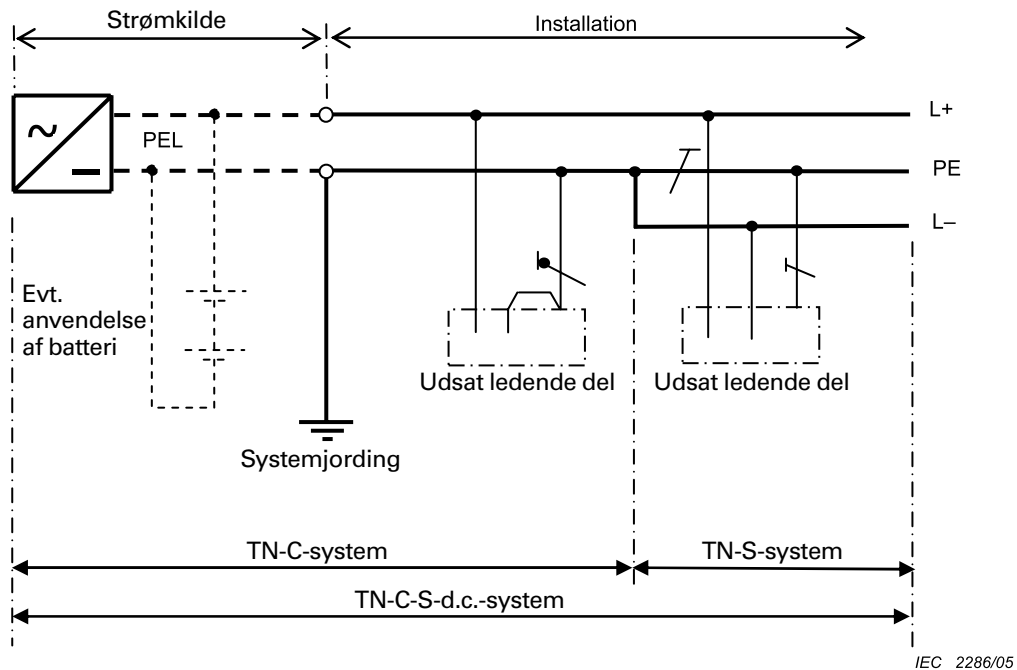 Strømkilde
Installation
L+
PEL
PE
L–
Evt.
anvendelse
af batteri
Udsat ledende del
Udsat ledende del
Systemjording
TN-C-system
TN-S-system
TN-C-S-d.c.-system
IEC 2286/05